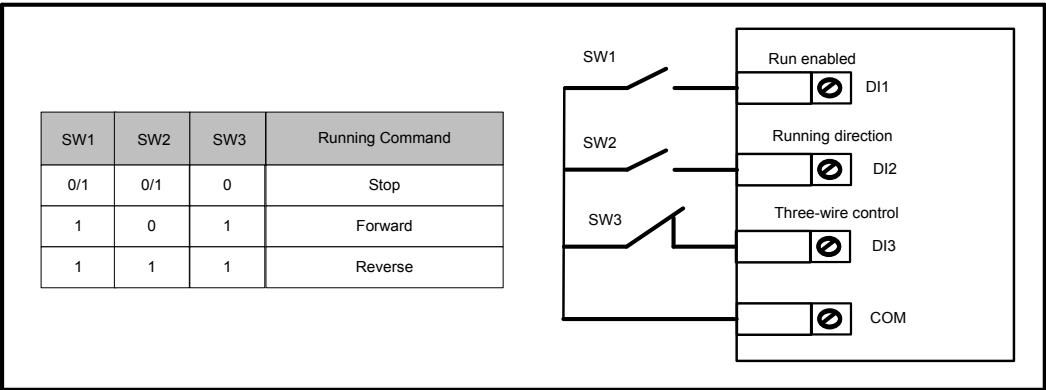 SW1 SW2 SW3 Running Command
0/1 0/1 0 Stop
1 0 1 Forward
1 1 1 Reverse
SW1
Run enabled
DI1
SW2
Running direction
DI2
SW3
Three-wire control
DI3
COM